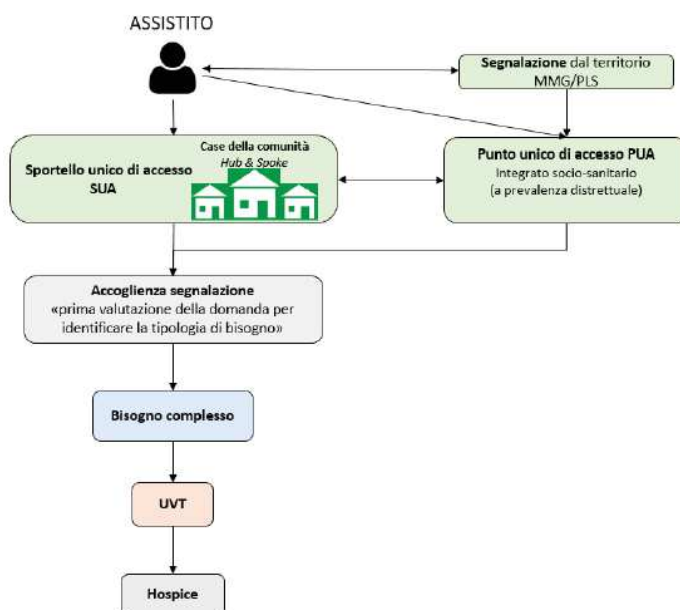 ASSISTITO
Segnalazione dal territorio
MMG/PLS
Case della comunità
Hub & Spoke
Sportello unico di accesso
SUA
Punto unico di accesso PUA
Integrato socio-sanitario
(a prevalenza distrettuale)
Accoglienza segnalazione
«prima valutazione della domanda per
identificare la tipologia di bisogno»
Bisogno complesso
UVT
Hospice